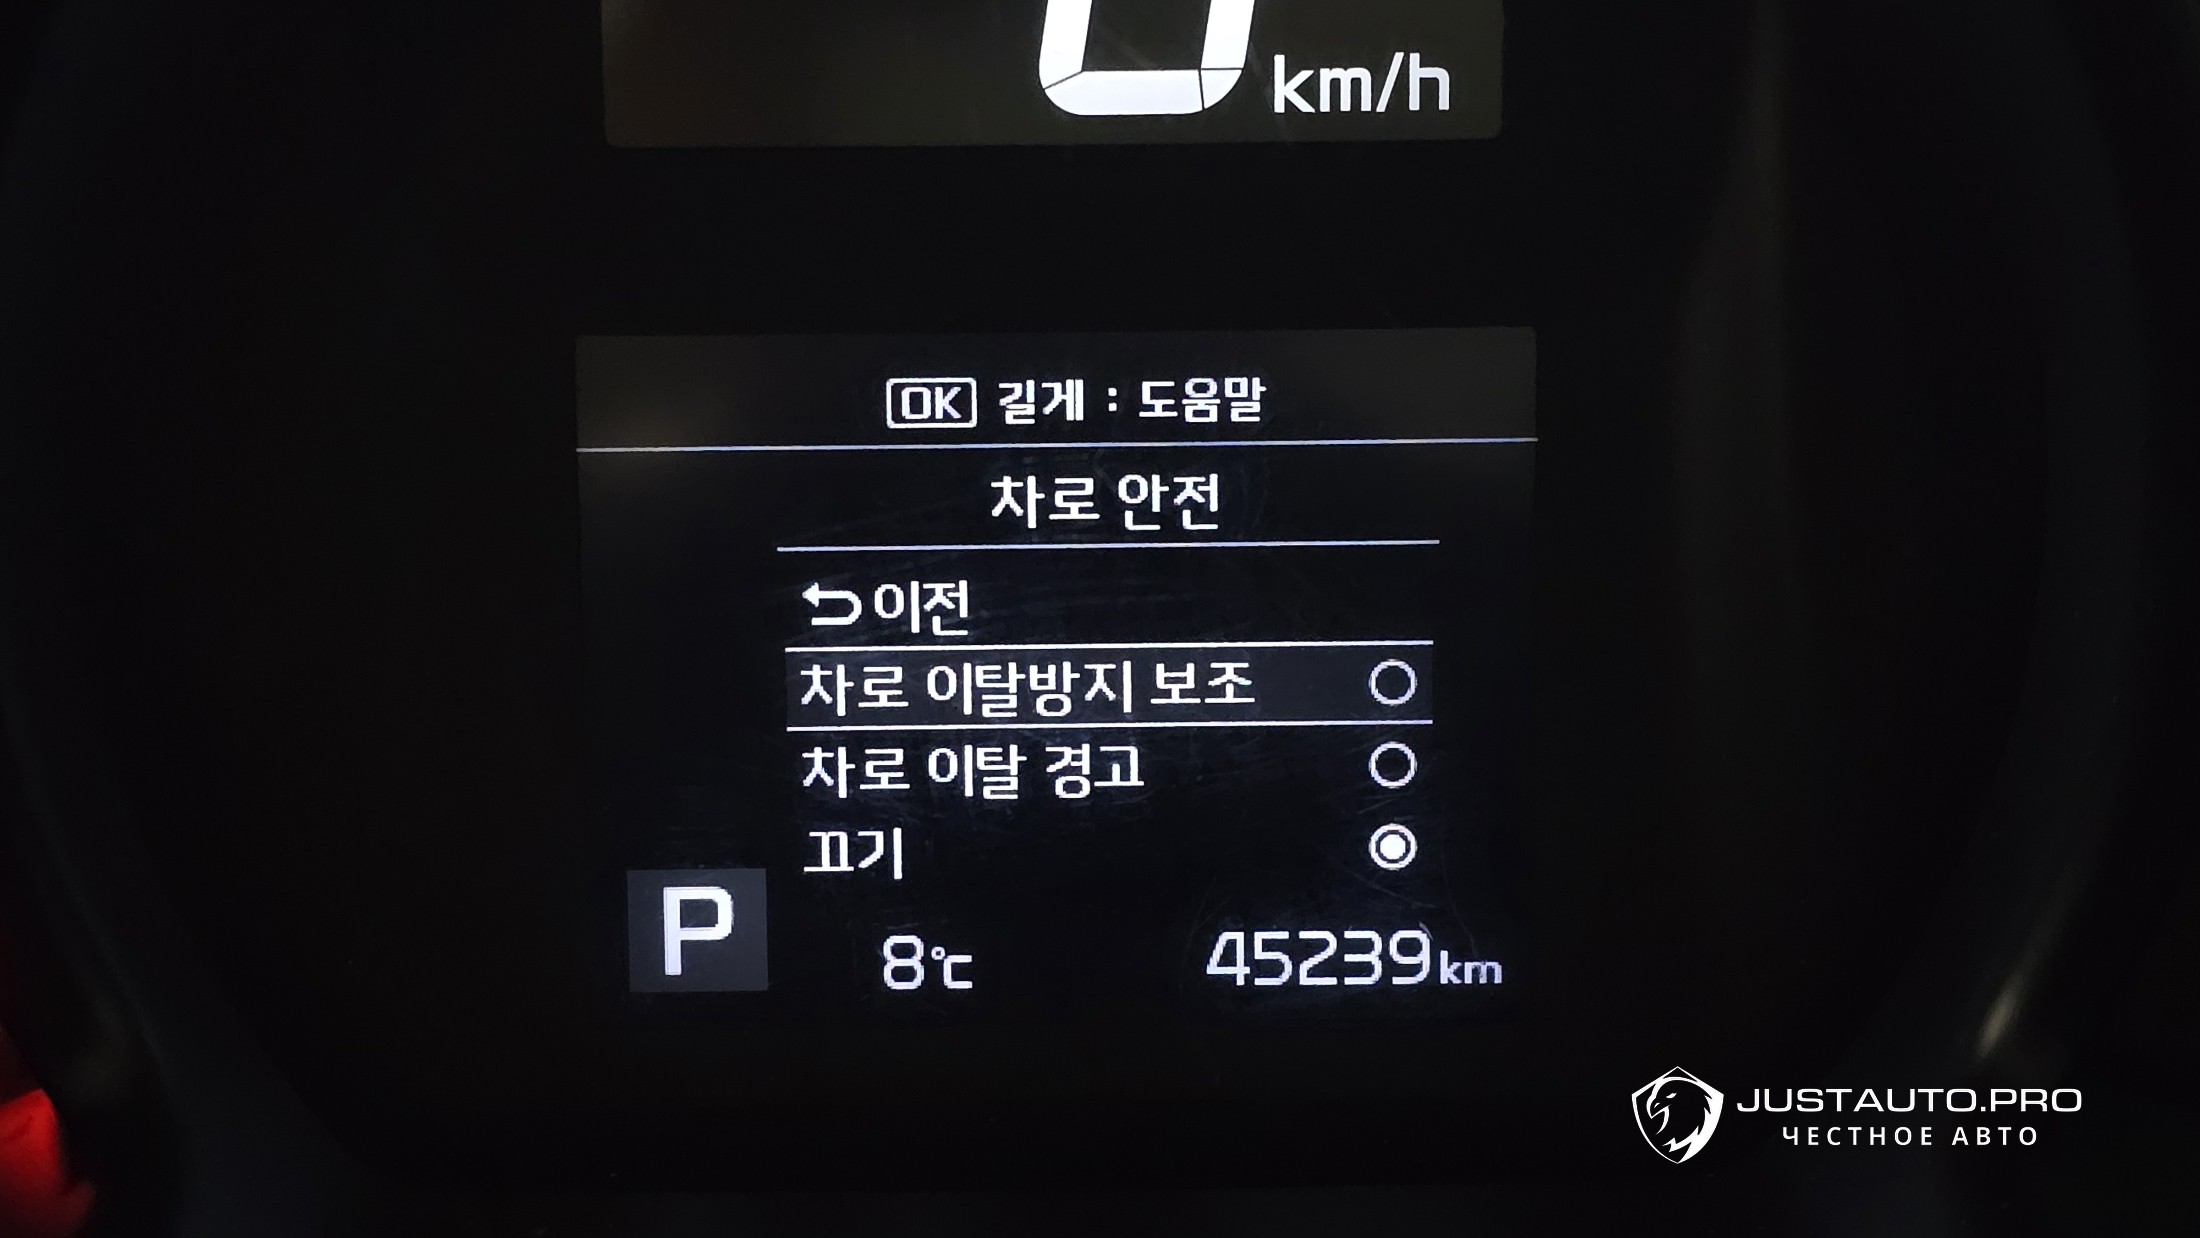 0 km/h
OK 길게 : 도움말
차로 안전
이전
차로 이탈방지 보조
차로 이탈 경고
끄기
P
8℃ 45239km
JUSTAUTO.PRO
ЧЕСТНОЕ АВТО